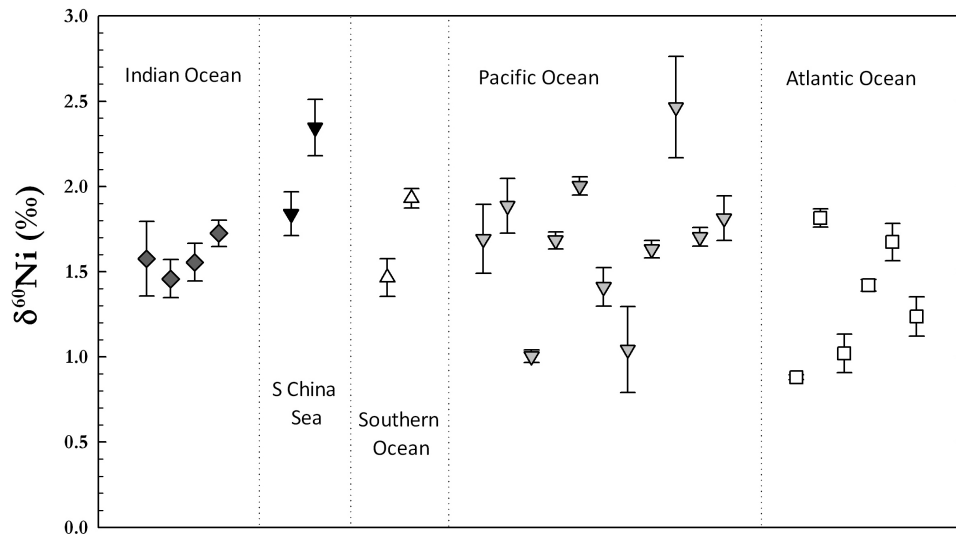 3.0
2.5
2.0
1.5
1.0
0.5
0.0
δ⁶⁰Ni (‰)
Indian Ocean
S China
Sea
Southern
Ocean
Pacific Ocean
Atlantic Ocean